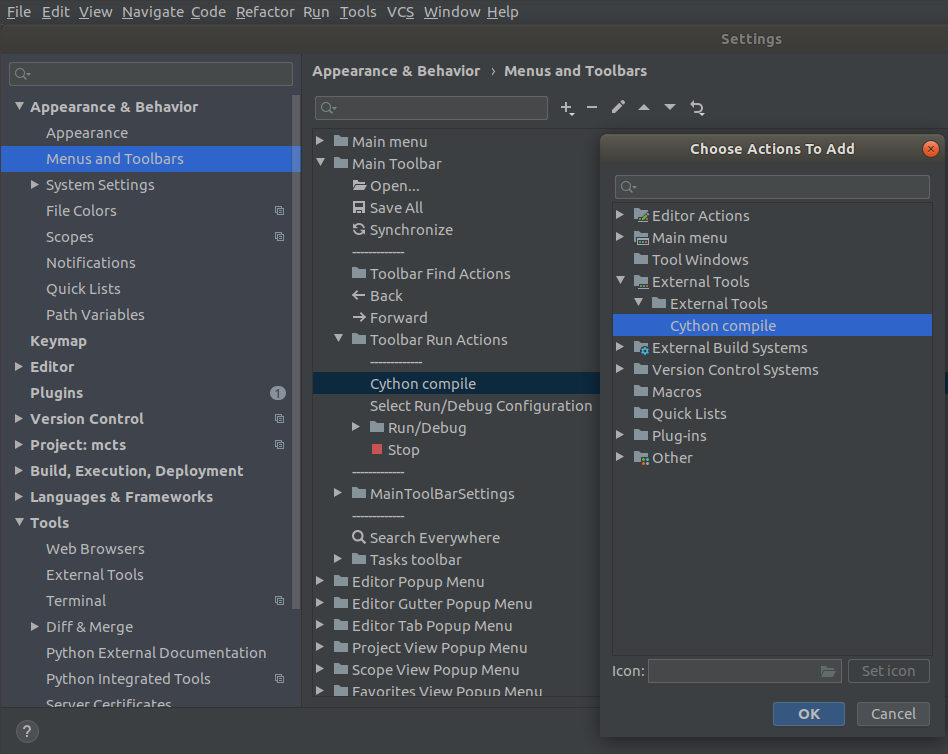 File Edit View Navigate Code Refactor Run Tools VCS Window Help
Settings
Appearance & Behavior
Appearance
Menus and Toolbars
System Settings
File Colors
Scopes
Notifications
Quick Lists
Path Variables
Keymap
Editor
Plugins 1
Version Control
Project: mcts
Build, Execution, Deployment
Languages & Frameworks
Tools
Web Browsers
External Tools
Terminal
Diff & Merge
Python External Documentation
Python Integrated Tools
Server Certificates
?
Appearance & Behavior › Menus and Toolbars
Main menu
Main Toolbar
Open...
Save All
Synchronize
-------------
Toolbar Find Actions
Back
Forward
Toolbar Run Actions
-------------
Cython compile
Select Run/Debug Configuration
Run/Debug
Stop
-------------
MainToolBarSettings
-------------
Search Everywhere
Tasks toolbar
Editor Popup Menu
Editor Gutter Popup Menu
Editor Tab Popup Menu
Project View Popup Menu
Scope View Popup Menu
Favorites View Popup Menu
Choose Actions To Add
Editor Actions
Main menu
Tool Windows
External Tools
External Tools
Cython compile
External Build Systems
Version Control Systems
Macros
Quick Lists
Plug-ins
Other
Icon: Set icon
OK Cancel